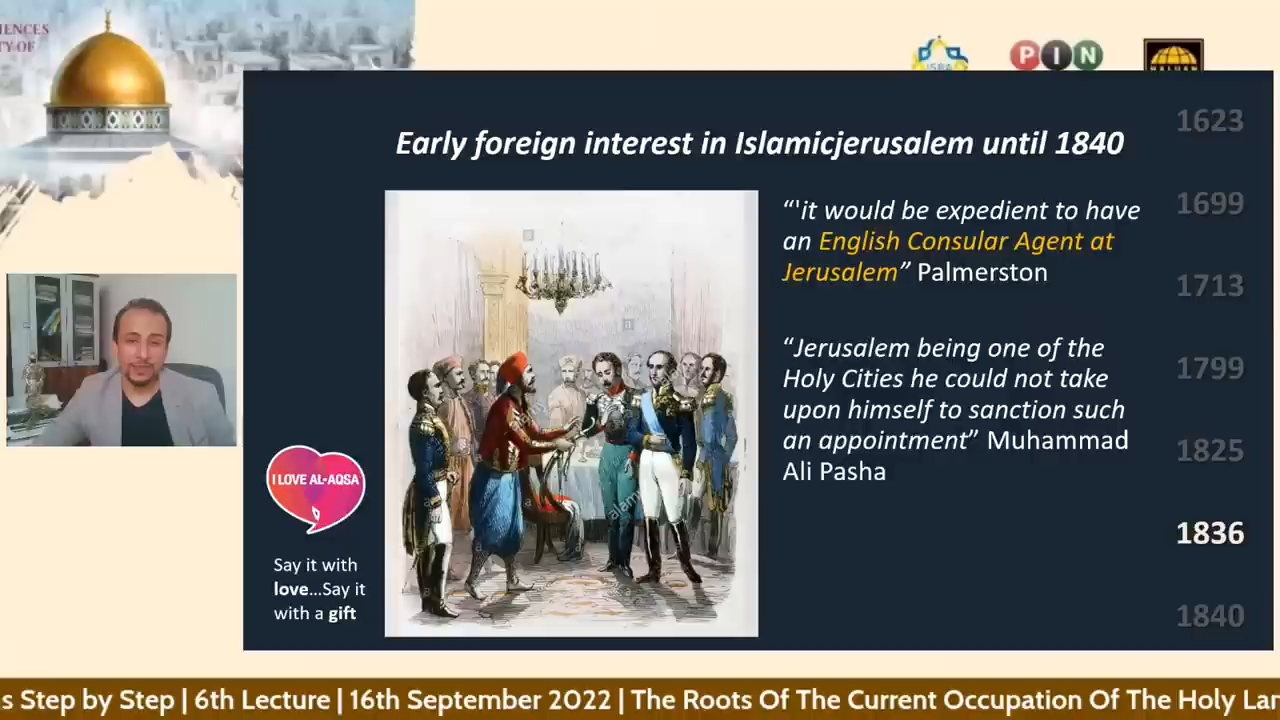 IENCES
TY OF
ISRA
P I N
Early foreign interest in Islamicjerusalem until 1840
“'it would be expedient to have
an English Consular Agent at
Jerusalem” Palmerston
“Jerusalem being one of the
Holy Cities he could not take
upon himself to sanction such
an appointment” Muhammad
Ali Pasha
1623
1699
1713
1799
1825
1836
1840
I LOVE AL-AQSA
Say it with
love...Say it
with a gift
s Step by Step | 6th Lecture | 16th September 2022 | The Roots Of The Current Occupation Of The Holy Lan